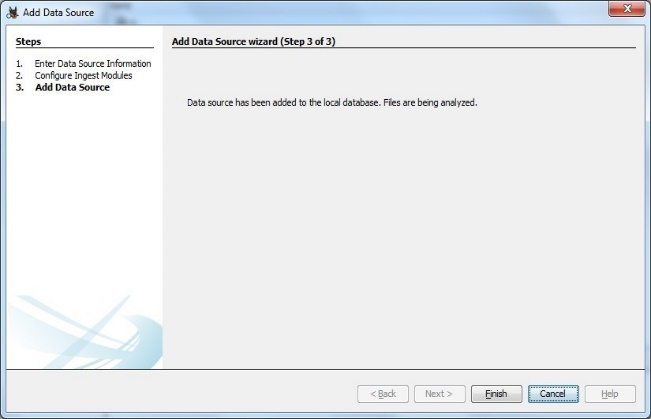 Add Data Source
Steps
Add Data Source wizard (Step 3 of 3)
1. Enter Data Source Information
2. Configure Ingest Modules
3. Add Data Source
Data source has been added to the local database. Files are being analyzed.
< Back
Next >
Finish
Cancel
Help